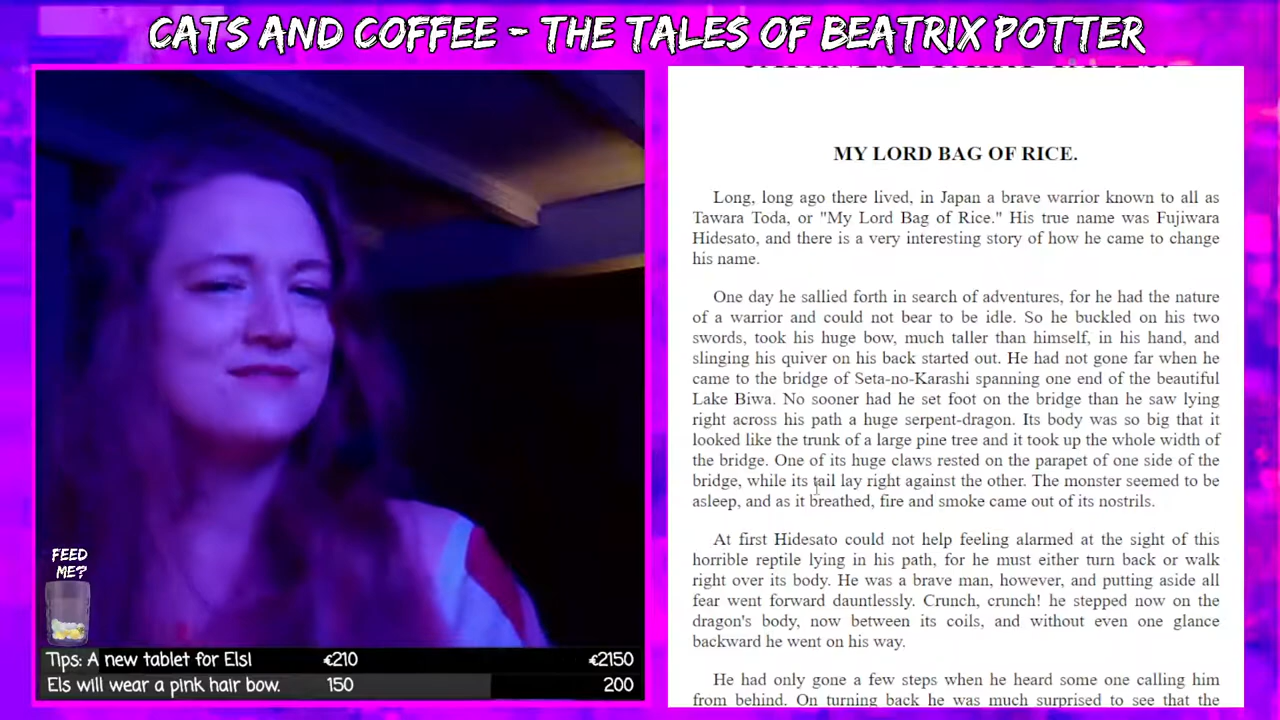 CATS AND COFFEE - THE TALES OF BEATRIX POTTER
MY LORD BAG OF RICE.
Long, long ago there lived, in Japan a brave warrior known to all as
Tawara Toda, or "My Lord Bag of Rice." His true name was Fujiwara
Hidesato, and there is a very interesting story of how he came to change
his name.
One day he sallied forth in search of adventures, for he had the nature
of a warrior and could not bear to be idle. So he buckled on his two
swords, took his huge bow, much taller than himself, in his hand, and
slinging his quiver on his back started out. He had not gone far when he
came to the bridge of Seta-no-Karashi spanning one end of the beautiful
Lake Biwa. No sooner had he set foot on the bridge than he saw lying
right across his path a huge serpent-dragon. Its body was so big that it
looked like the trunk of a large pine tree and it took up the whole width of
the bridge. One of its huge claws rested on the parapet of one side of the
bridge, while its tail lay right against the other. The monster seemed to be
asleep, and as it breathed, fire and smoke came out of its nostrils.
At first Hidesato could not help feeling alarmed at the sight of this
horrible reptile lying in his path, for he must either turn back or walk
right over its body. He was a brave man, however, and putting aside all
fear went forward dauntlessly. Crunch, crunch! he stepped now on the
dragon's body, now between its coils, and without even one glance
backward he went on his way.
He had only gone a few steps when he heard some one calling him
from behind. On turning back he was much surprised to see that the
FEED
ME?
Tips: A new tablet for Els! €210 €2150
Els will wear a pink hair bow. 150 200